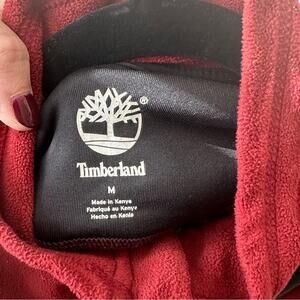 ®
Timberland
M
Made in Kenya
Fabriqué au Kenya
Hecho en Kenia